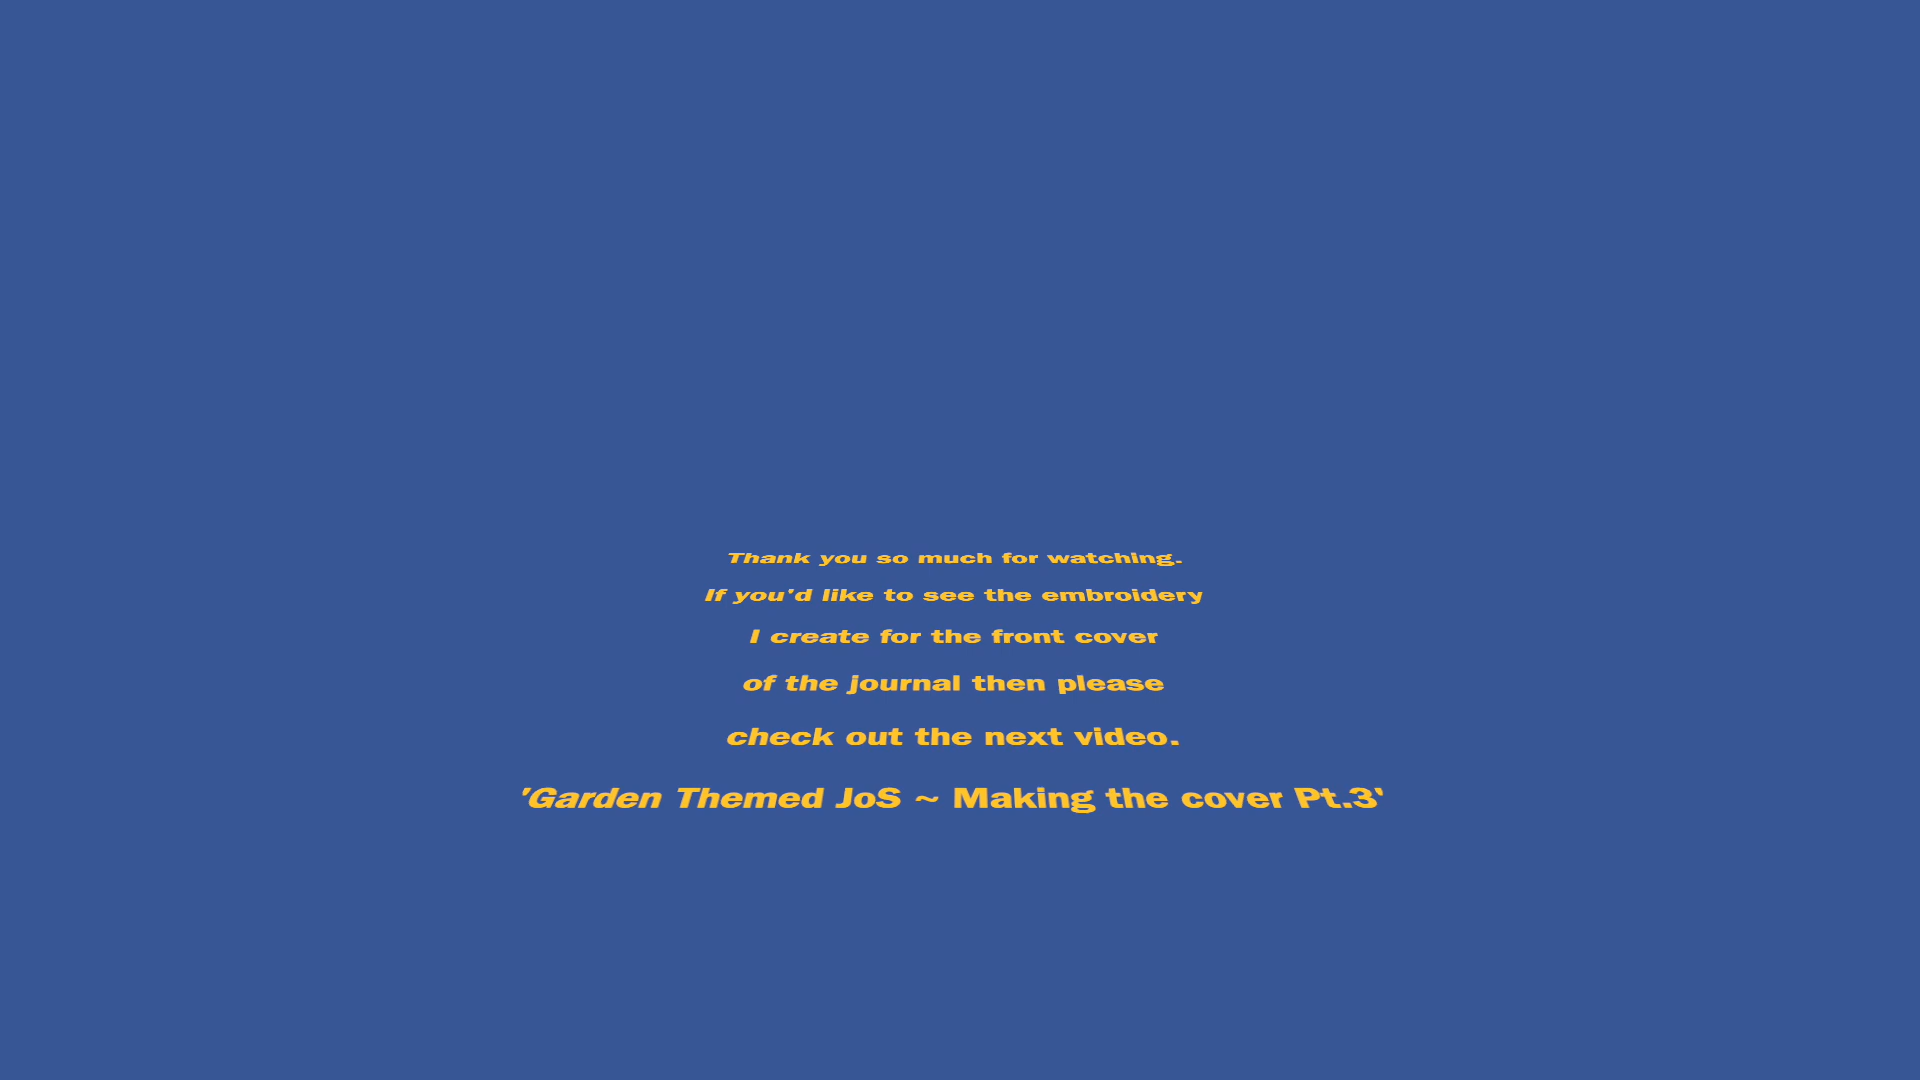 Thank you so much for watching.
If you'd like to see the embroidery
I create for the front cover
of the journal then please
check out the next video.
'Garden Themed JoS ~ Making the cover Pt.3'